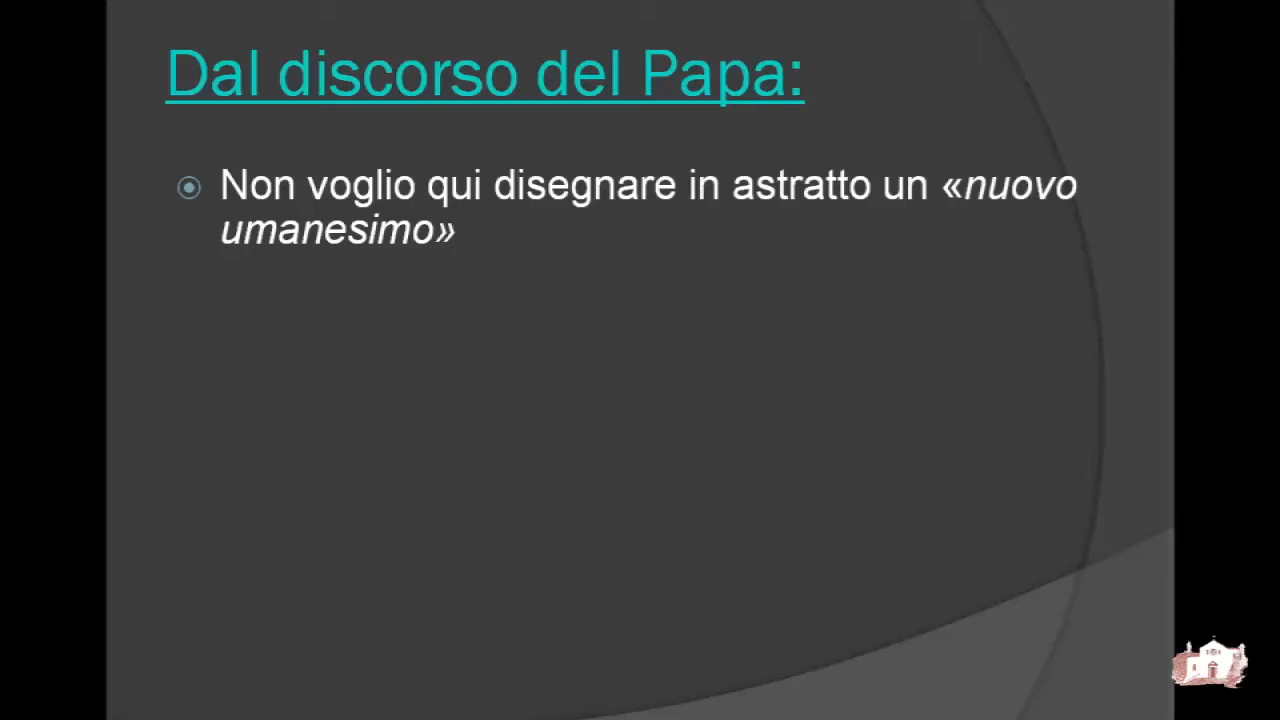 Dal discorso del Papa:
Non voglio qui disegnare in astratto un «nuovo
umanesimo»